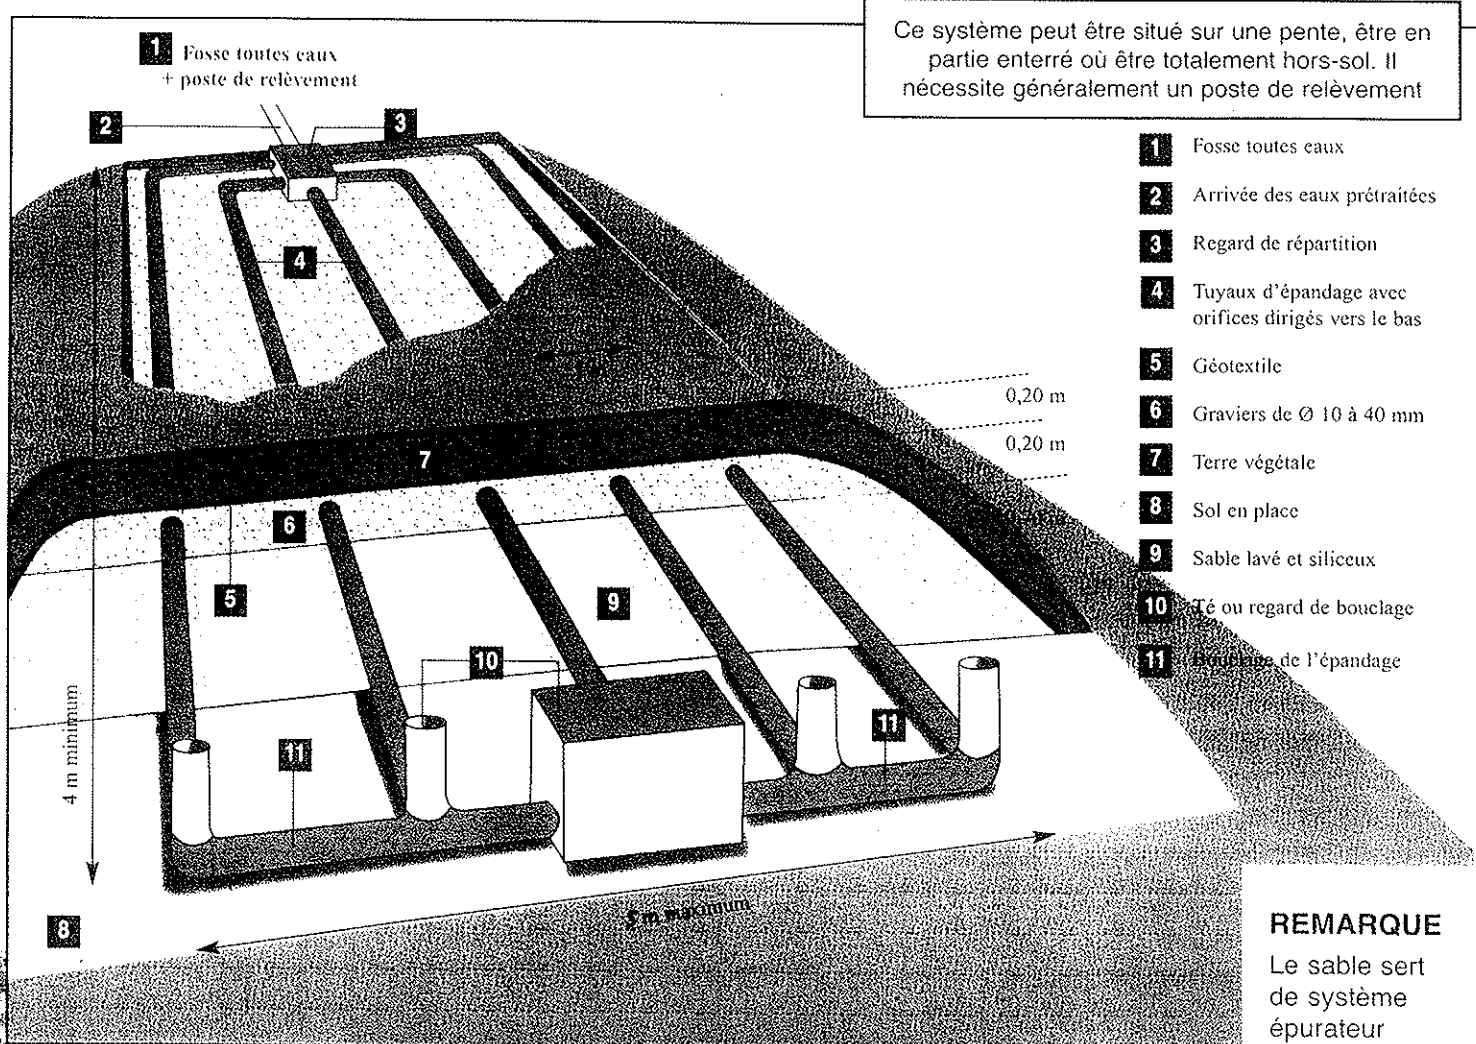 Ce système peut être situé sur une pente, être en
partie enterré où être totalement hors-sol. Il
nécessite généralement un poste de relèvement
1 Fosse toutes eaux
+ poste de relèvement
2
3
4
0,20 m
0,20 m
7
6
5
9
10
11
11
4 m minimum
5 m maximum
8
1 Fosse toutes eaux
2 Arrivée des eaux prétraitées
3 Regard de répartition
4 Tuyaux d'épandage avec
orifices dirigés vers le bas
5 Géotextile
6 Graviers de Ø 10 à 40 mm
7 Terre végétale
8 Sol en place
9 Sable lavé et siliceux
10 Té ou regard de bouclage
11 Bouclage de l'épandage
REMARQUE
Le sable sert
de système
épurateur